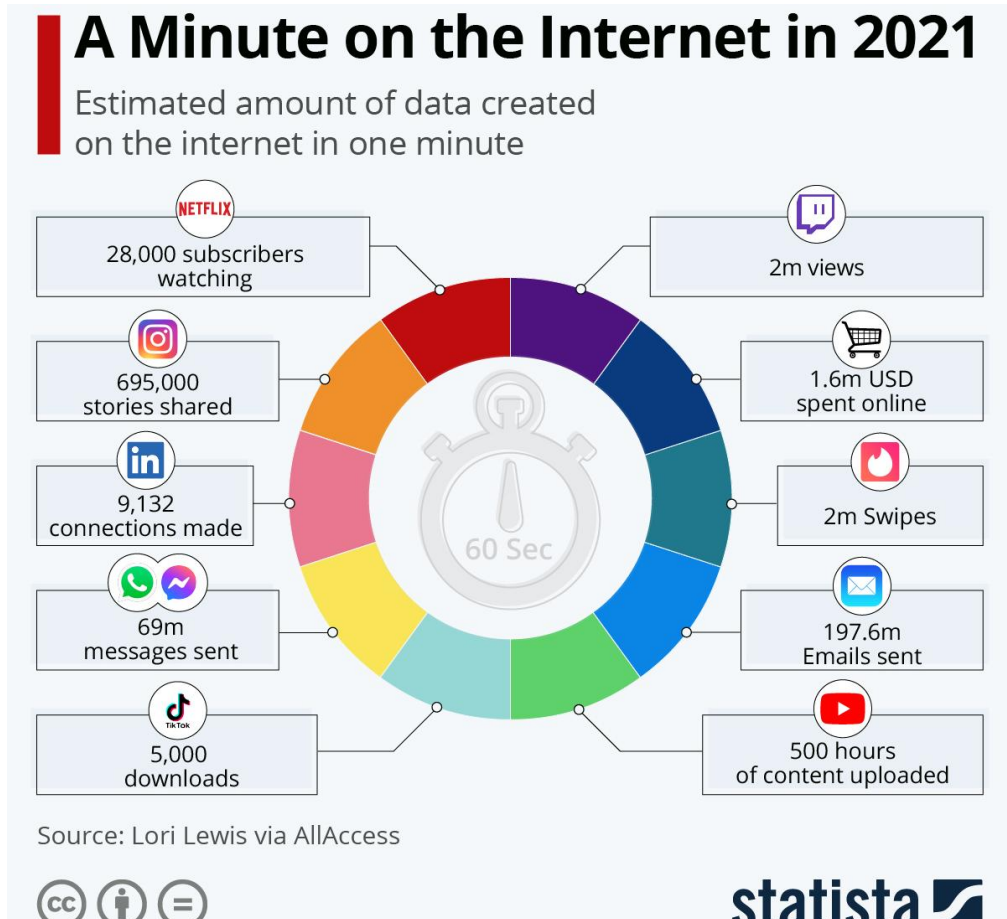 A Minute on the Internet in 2021
Estimated amount of data created
on the internet in one minute
NETFLIX
28,000 subscribers
watching
2m views
695,000
stories shared
1.6m USD
spent online
in
9,132
connections made
2m Swipes
69m
messages sent
197.6m
Emails sent
TikTok
5,000
downloads
500 hours
of content uploaded
60 Sec
Source: Lori Lewis via AllAccess
cc
statista